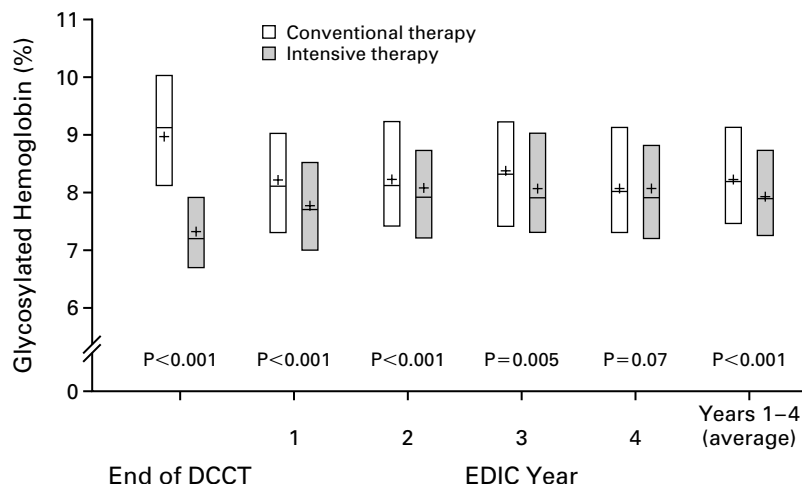 11
Conventional therapy
Intensive therapy
10
9
8
7
6
0
Glycosylated Hemoglobin (%)
P<0.001 P<0.001 P<0.001 P=0.005 P=0.07 P<0.001
1 2 3 4 Years 1–4
(average)
End of DCCT EDIC Year